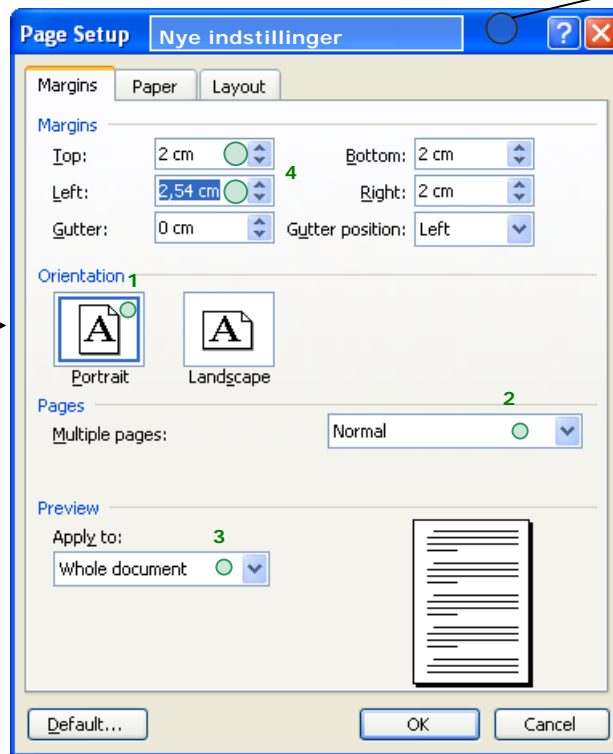 Page Setup Nye indstillinger
Margins Paper Layout
Margins
Top: 2 cm Bottom: 2 cm
4
Left: 2,54 cm Right: 2 cm
Gutter: 0 cm Gutter position: Left
Orientation 1
A A
Portrait Landscape
Pages 2
Multiple pages: Normal
Preview
Apply to: 3
Whole document
Default... OK Cancel